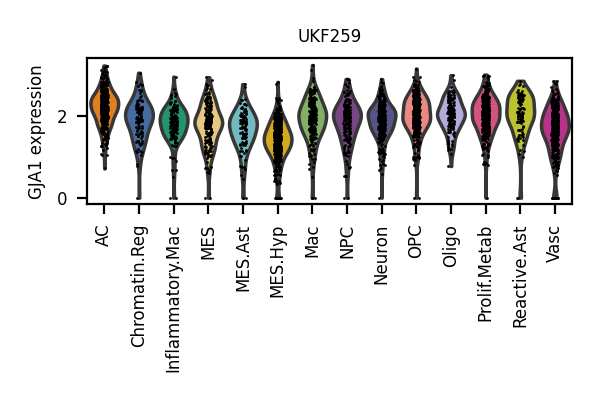 UKF259
GJA1 expression
2
0
AC
Chromatin.Reg
Inflammatory.Mac
MES
MES.Ast
MES.Hyp
Mac
NPC
Neuron
OPC
Oligo
Prolif.Metab
Reactive.Ast
Vasc